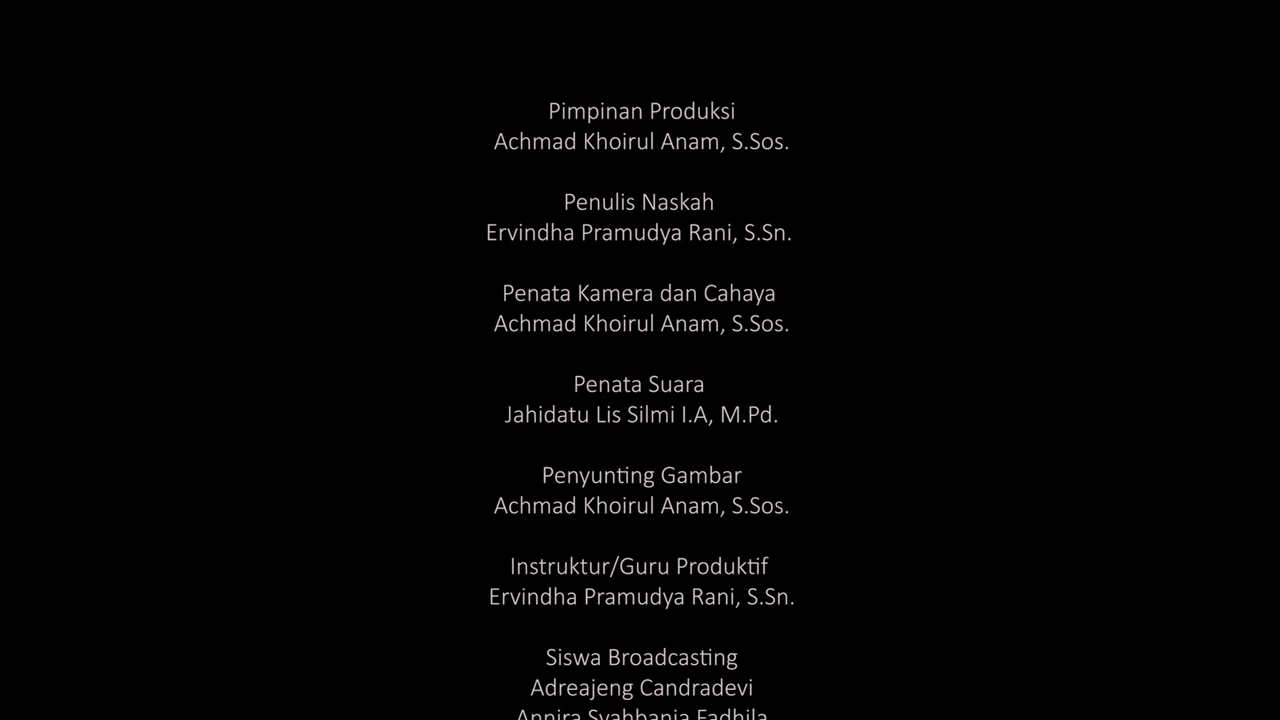 Pimpinan Produksi
Achmad Khoirul Anam, S.Sos.
Penulis Naskah
Ervindha Pramudya Rani, S.Sn.
Penata Kamera dan Cahaya
Achmad Khoirul Anam, S.Sos.
Penata Suara
Jahidatu Lis Silmi I.A, M.Pd.
Penyunting Gambar
Achmad Khoirul Anam, S.Sos.
Instruktur/Guru Produktif
Ervindha Pramudya Rani, S.Sn.
Siswa Broadcasting
Adreajeng Candradevi